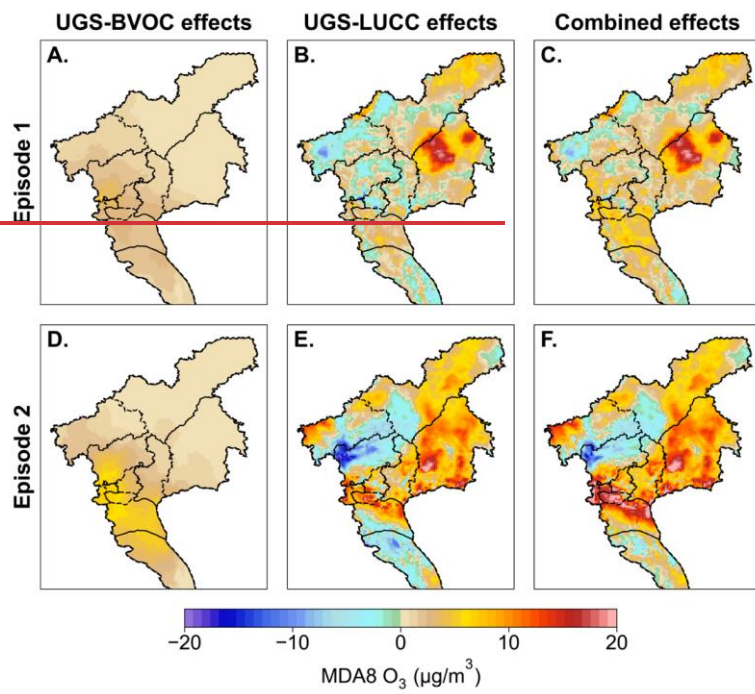 UGS-BVOC effects UGS-LUCC effects Combined effects
A. B. C.
Episode 1
D. E. F.
Episode 2
−20 −10 0 10 20
MDA8 O₃ (µg/m³)